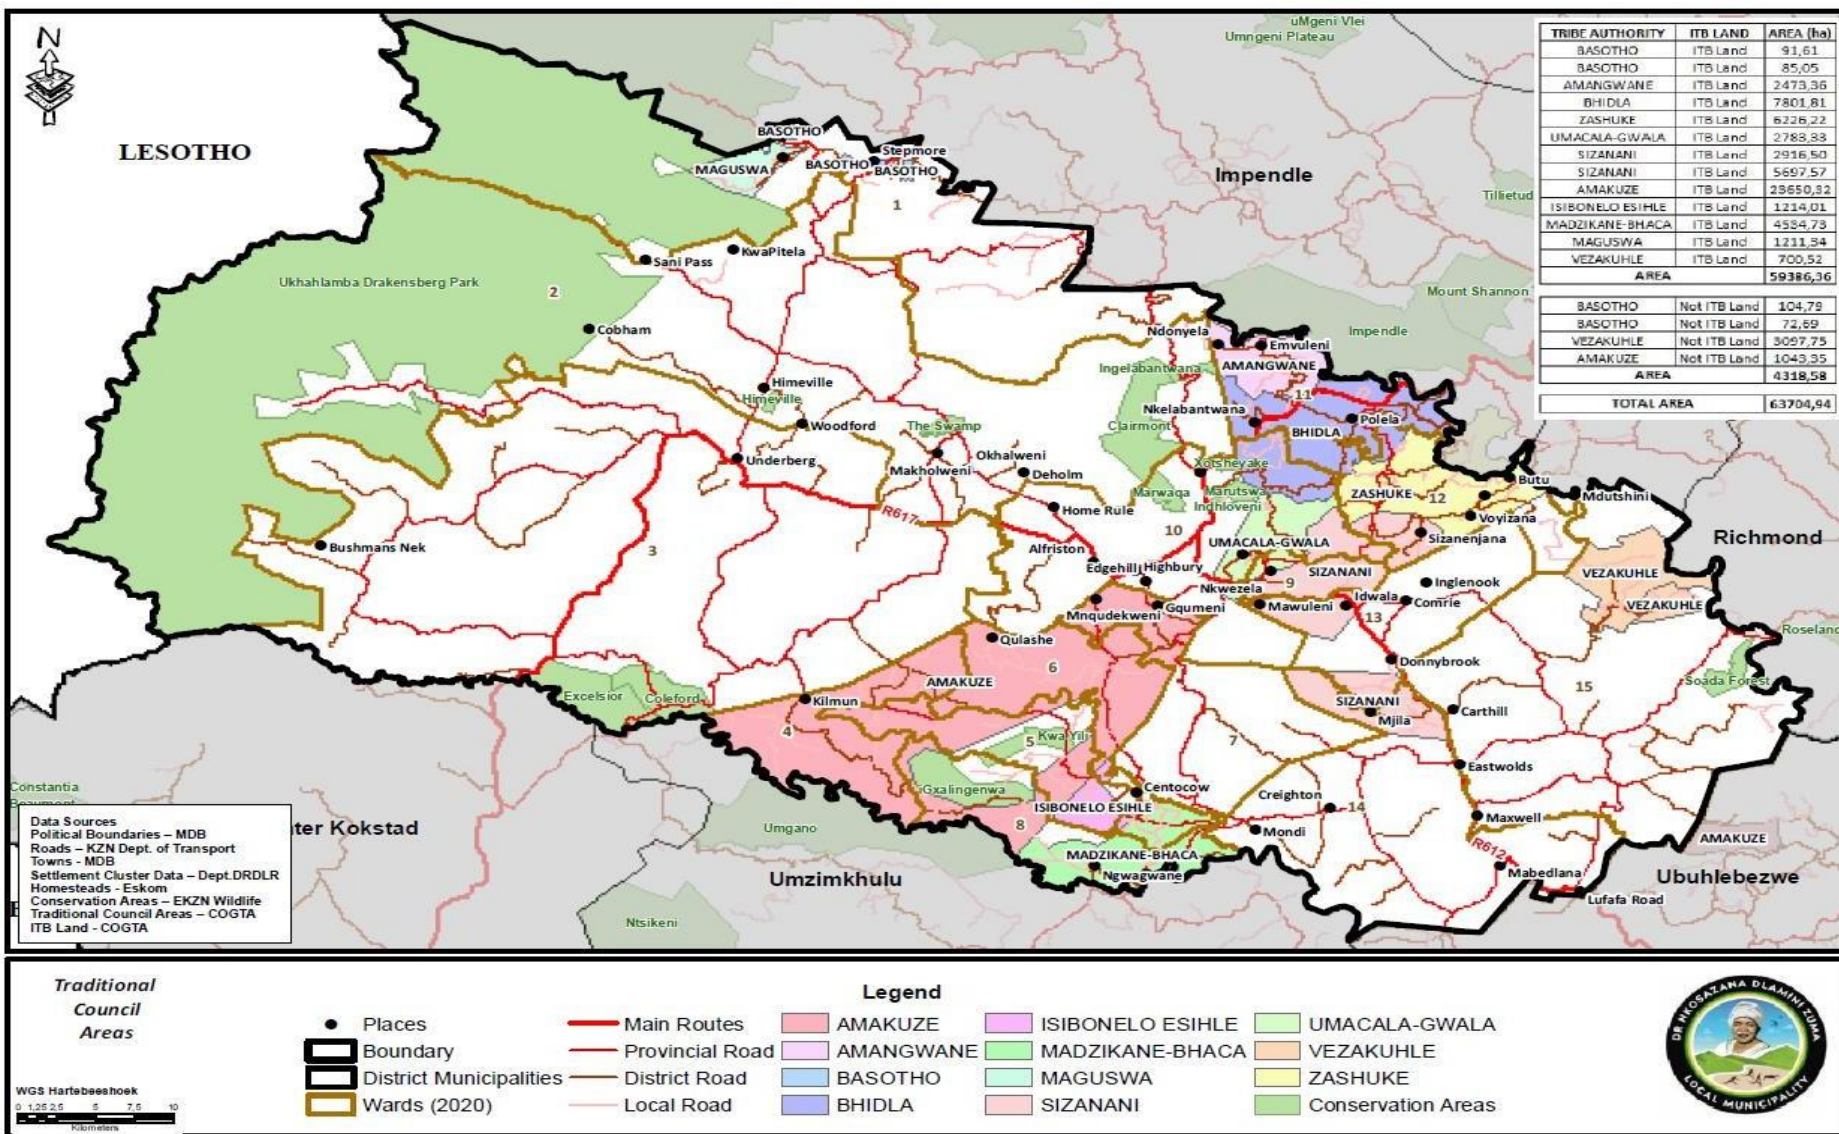 N
LESOTHO
uMgeni Vlei
Umngeni Plateau
Impendle
Tillietud
Mount Shannon
Impendle
Richmond
Roselan
Ubuhlebezwe
AMAKUZE
Umzimkhulu
Umgano
Ntsikeni
ter Kokstad
Constantia
TRIBE AUTHORITY ITB LAND AREA (ha)
BASOTHO ITB Land 91,61
BASOTHO ITB Land 85,05
AMANGWANE ITB Land 2473,36
BHIDLA ITB Land 7801,81
ZASHUKE ITB Land 6226,22
UMACALA-GWALA ITB Land 2783,33
SIZANANI ITB Land 2916,50
SIZANANI ITB Land 5697,57
AMAKUZE ITB Land 23650,32
ISIBONELO ESIHLE ITB Land 1214,01
MADZIKANE-BHACA ITB Land 4534,73
MAGUSWA ITB Land 1211,34
VEZAKUHLE ITB Land 700,52
AREA 59386,36
BASOTHO Not ITB Land 104,79
BASOTHO Not ITB Land 72,69
VEZAKUHLE Not ITB Land 3097,75
AMAKUZE Not ITB Land 1043,35
AREA 4318,58
TOTAL AREA 63704,94
BASOTHO
Stepmore
MAGUSWA
BASOTHO
BASOTHO
1
KwaPitela
Sani Pass
Ukhahlamba Drakensberg Park
2
Cobham
Ndonyela
Emvuleni
AMANGWANE
Ingelabantwana
Himeville
Himeville
11
Nkelabantwana
Polela
BHIDLA
Woodford
The Swamp
Clairmont
Okhalweni
3
Underberg
Makholweni
Deholm
Xotsheyake
Marwaqa
Marutswa
Indhloveni
ZASHUKE
12
Butu
Mdutshini
Home Rule
R617
10
Voyizana
Sizanenjana
Bushmans Nek
Alfriston
UMACALA-GWALA
Edgehill
Highbury
SIZANANI
9
Inglenook
VEZAKUHLE
VEZAKUHLE
Nkwezela
Idwala
Comrie
Mnqudekweni
Gqumeni
Mawuleni
13
Qulashe
6
Donnybrook
AMAKUZE
15
Soada Forest
Excelsior
Coleford
Kilmun
SIZANANI
Mjila
Carthill
4
5
Kwa Yili
7
Eastwolds
Gxalingenwa
Centocow
Creighton
14
ISIBONELO ESIHLE
Maxwell
8
Mondi
MADZIKANE-BHACA
Ngwagwane
R612
Mabedlana
Lufafa Road
Data Sources
Political Boundaries – MDB
Roads – KZN Dept. of Transport
Towns - MDB
Settlement Cluster Data – Dept.DRDLR
Homesteads - Eskom
Conservation Areas – EKZN Wildlife
Traditional Council Areas – COGTA
ITB Land - COGTA
Traditional
Council
Areas
WGS Hartebeeshoek
0 1,25 2,5 5 7,5 10
Kilometers
Legend
Places
Boundary
District Municipalities
Wards (2020)
Main Routes
Provincial Road
District Road
Local Road
AMAKUZE
AMANGWANE
BASOTHO
BHIDLA
ISIBONELO ESIHLE
MADZIKANE-BHACA
MAGUSWA
SIZANANI
UMACALA-GWALA
VEZAKUHLE
ZASHUKE
Conservation Areas
DR NKOSAZANA DLAMINI ZUMA
LOCAL MUNICIPALITY